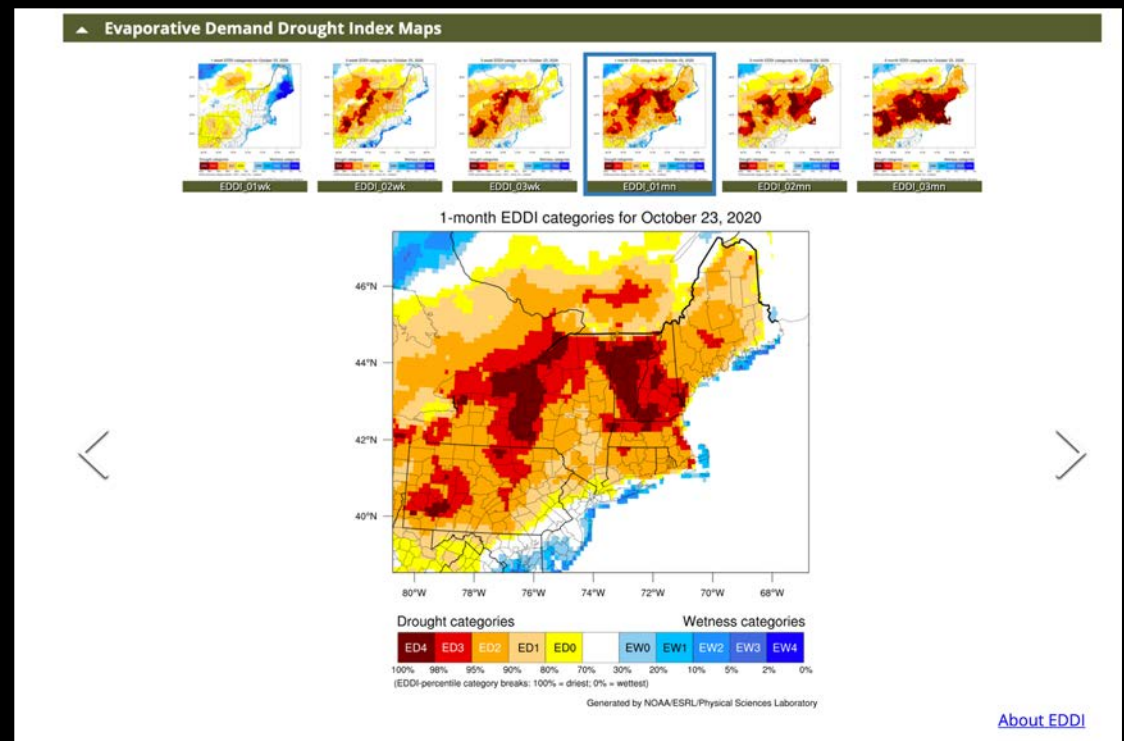 Evaporative Demand Drought Index Maps
EDDI_01wk
EDDI_02wk
EDDI_03wk
EDDI_01mn
EDDI_02mn
EDDI_03mn
1-month EDDI categories for October 23, 2020
46°N
44°N
42°N
40°N
80°W 78°W 76°W 74°W 72°W 70°W 68°W
Drought categories Wetness categories
ED4 ED3 ED2 ED1 ED0 EW0 EW1 EW2 EW3 EW4
100% 98% 95% 90% 80% 70% 30% 20% 10% 5% 2% 0%
(EDDI-percentile category breaks: 100% = driest; 0% = wettest)
Generated by NOAA/ESRL/Physical Sciences Laboratory
About EDDI